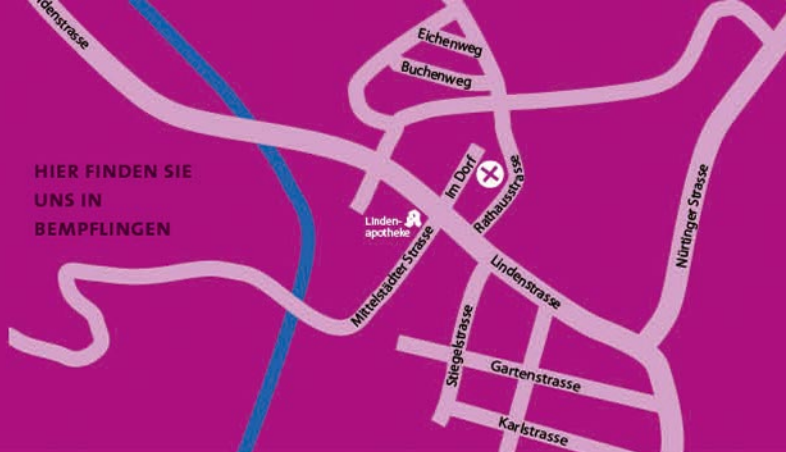 Eichenweg
Buchenweg
HIER FINDEN SIE
UNS IN
BEMPFLINGEN
Im Dorf
Rathausstrasse
Nürtinger Strasse
Linden-
apotheke
Mittelstädter Strasse
Lindenstrasse
Stiegelstrasse
Gartenstrasse
Karlstrasse